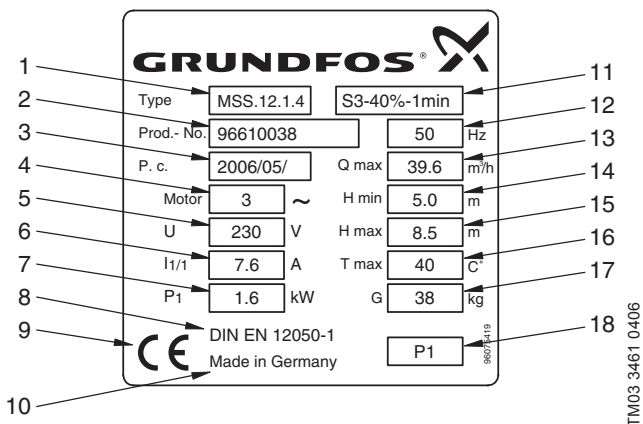 GRUNDFOS
1 Type MSS.12.1.4 S3-40%-1min 11
2 Prod.- No. 96610038 50 Hz 12
3 P. c. 2006/05/ Q max 39.6 m³/h 13
4 Motor 3 ~ H min 5.0 m 14
5 U 230 V H max 8.5 m 15
6 I1/1 7.6 A T max 40 C° 16
7 P1 1.6 kW G 38 kg 17
8 DIN EN 12050-1
9 CE
10 Made in Germany
P1 18
96075419
TM03 3461 0406